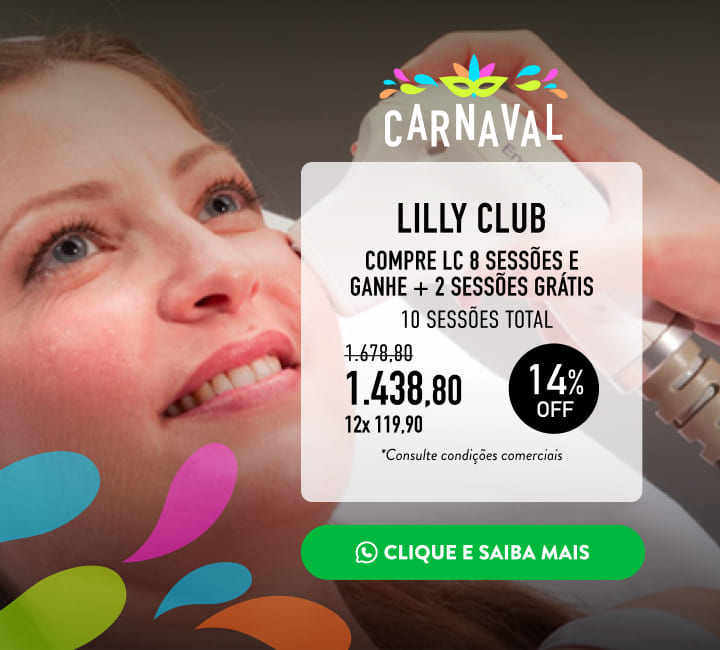 CARNAVAL
LILLY CLUB
COMPRE LC 8 SESSÕES E
GANHE + 2 SESSÕES GRÁTIS
10 SESSÕES TOTAL
1.678,80
1.438,80
12x 119,90
14%
OFF
*Consulte condições comerciais
CLIQUE E SAIBA MAIS